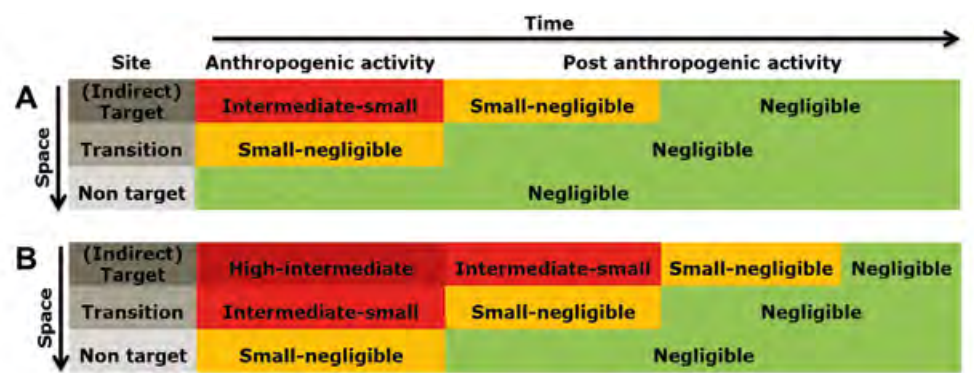 Time
Site Anthropogenic activity Post anthropogenic activity
A
Space
(Indirect)
Target Intermediate-small Small-negligible Negligible
Transition Small-negligible Negligible
Non target Negligible
B
Space
(Indirect)
Target High-intermediate Intermediate-small Small-negligible Negligible
Transition Intermediate-small Small-negligible Negligible
Non target Small-negligible Negligible